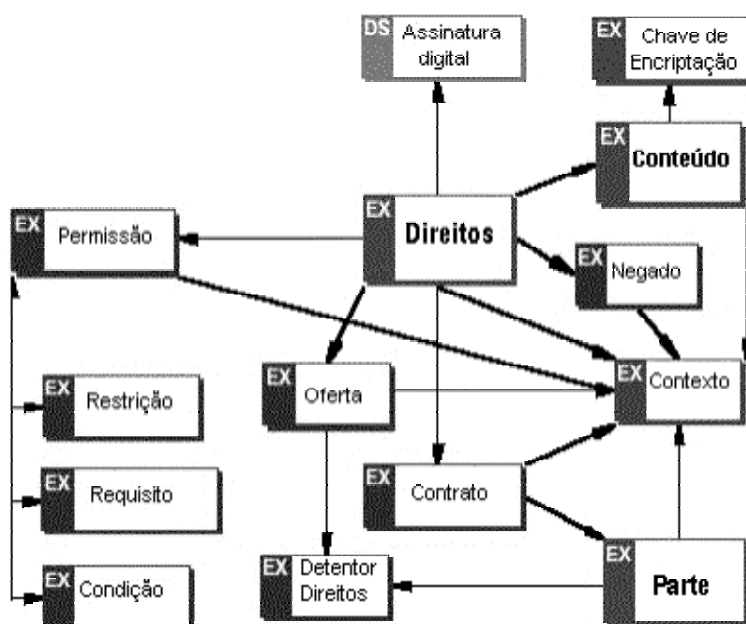 DS Assinatura digital
EX Chave de Encriptação
EX Conteúdo
EX Direitos
EX Permissão
EX Negado
EX Contexto
EX Oferta
EX Restrição
EX Contrato
EX Requisito
EX Detentor Direitos
EX Parte
EX Condição